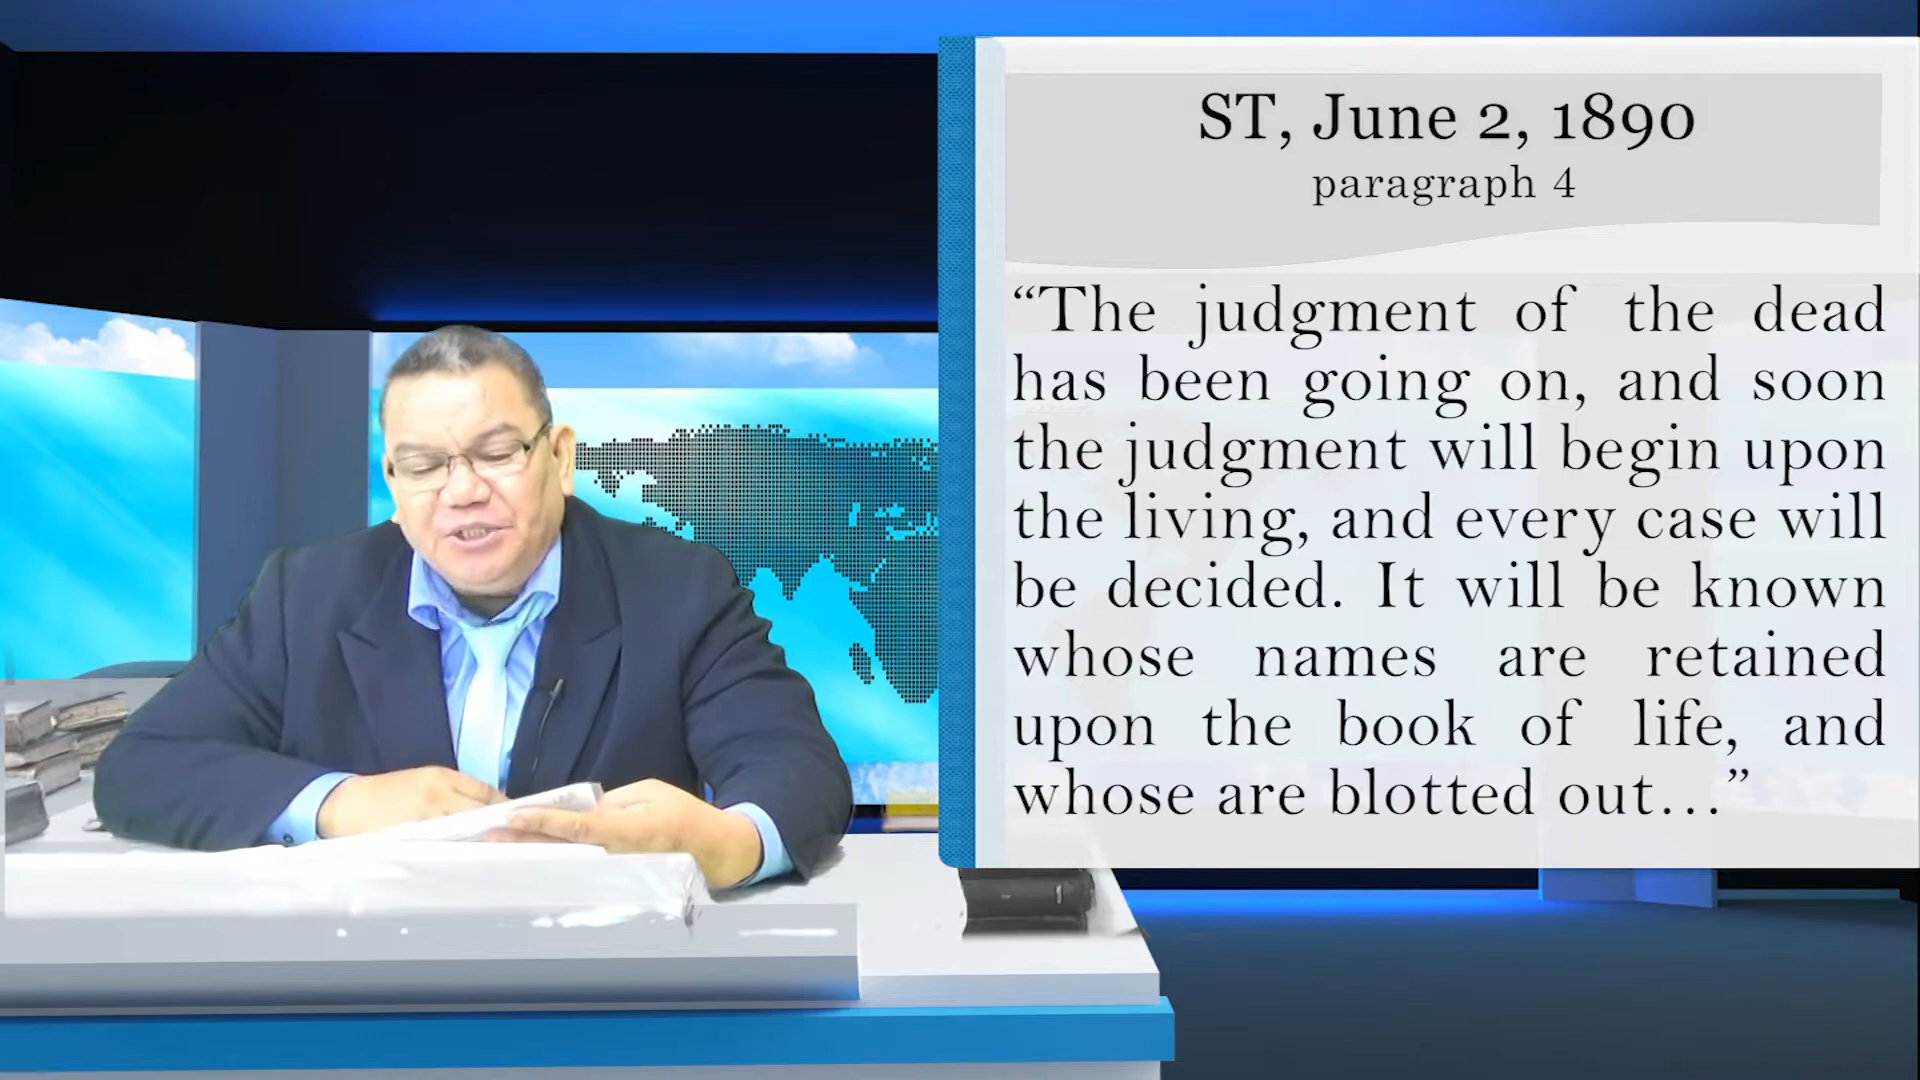 ST, June 2, 1890
paragraph 4
“The judgment of the dead
has been going on, and soon
the judgment will begin upon
the living, and every case will
be decided. It will be known
whose names are retained
upon the book of life, and
whose are blotted out…”